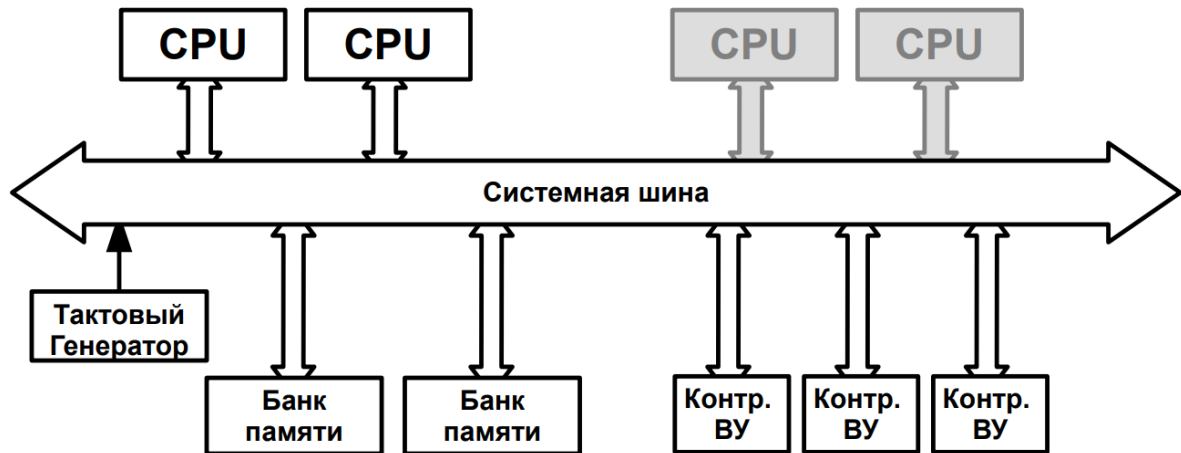 CPU
CPU
CPU
CPU
Системная шина
Тактовый
Генератор
Банк
памяти
Банк
памяти
Контр.
ВУ
Контр.
ВУ
Контр.
ВУ